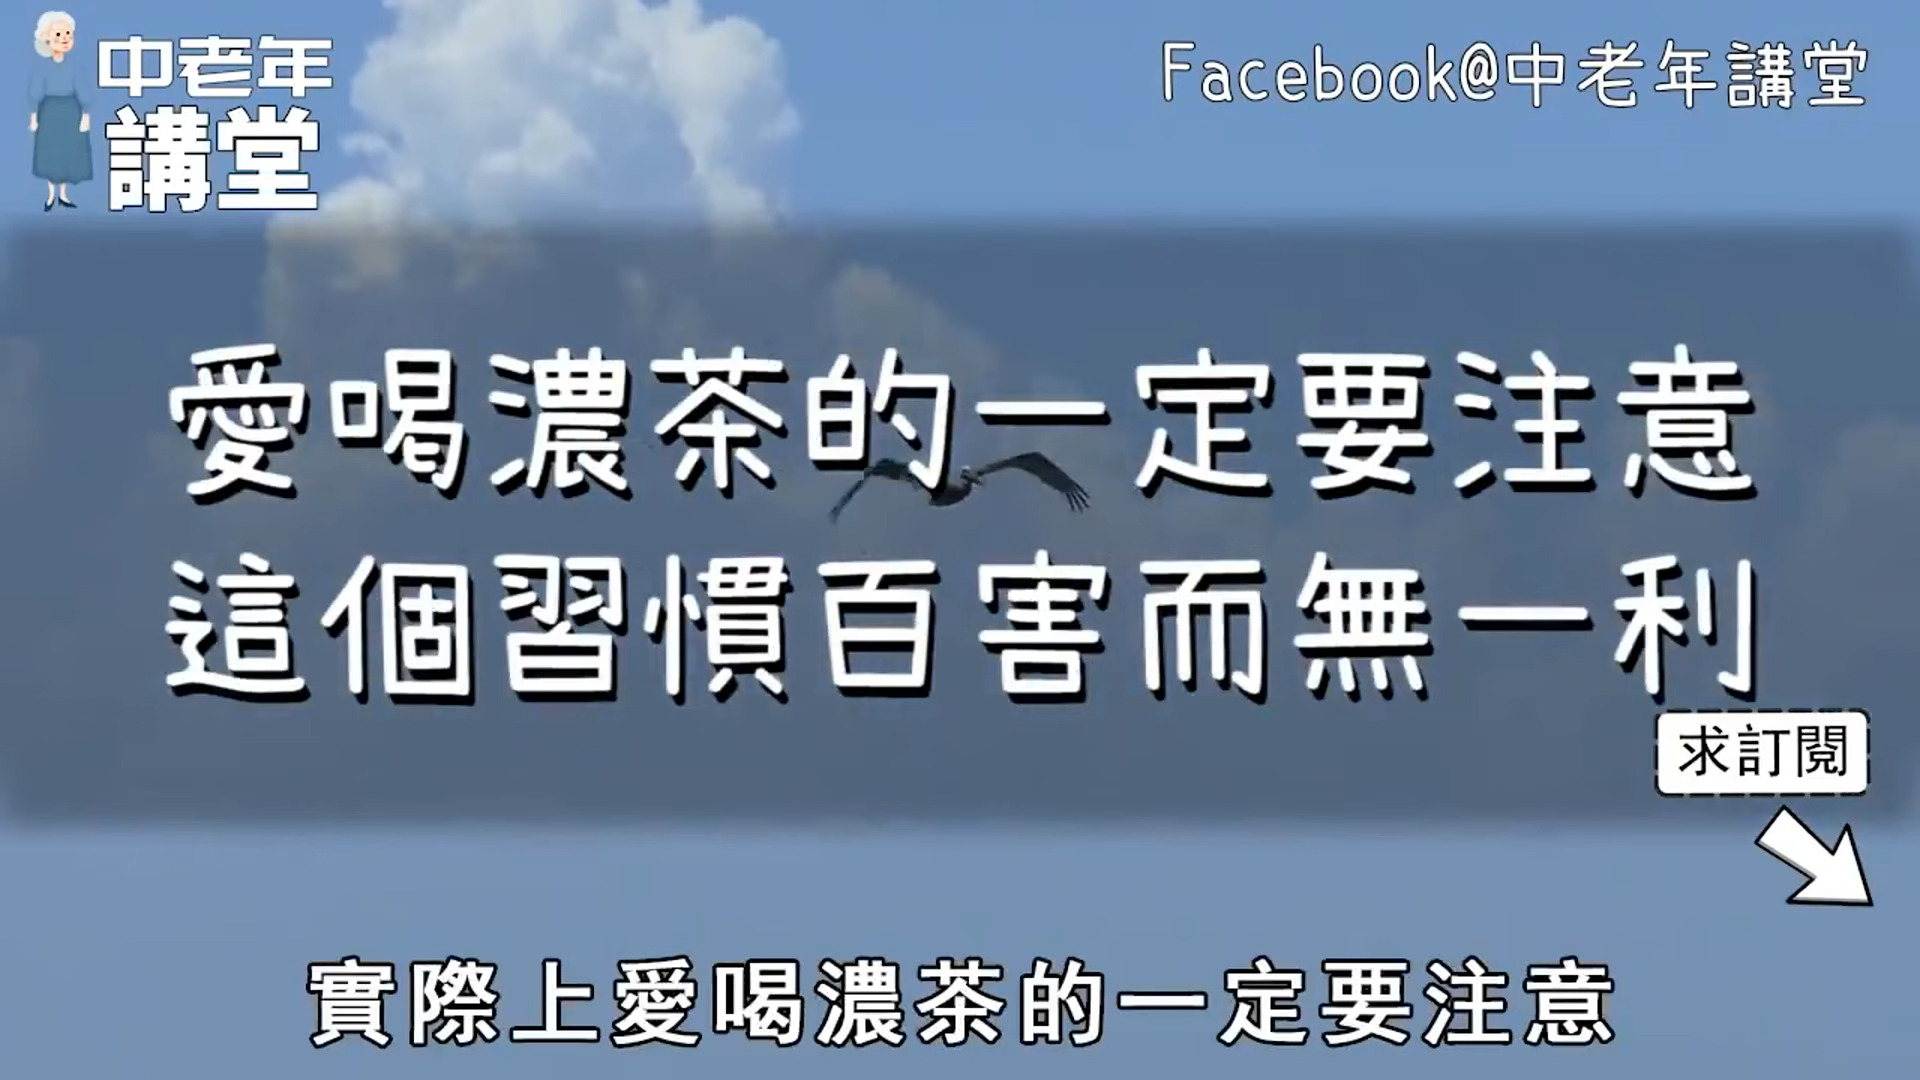 中老年
講堂
Facebook@中老年講堂
愛喝濃茶的一定要注意
這個習慣百害而無一利
求訂閱
實際上愛喝濃茶的一定要注意